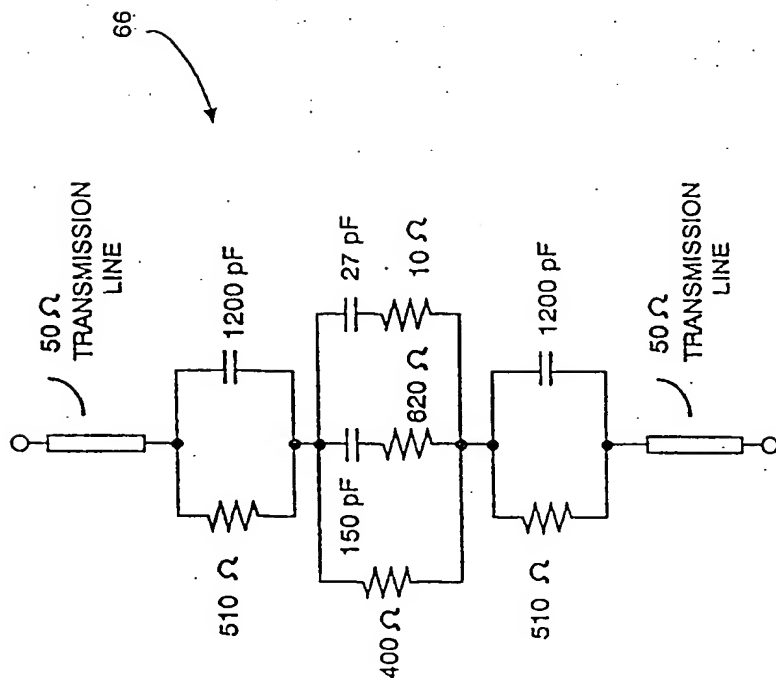 66
50 Ω
TRANSMISSION
LINE
510 Ω
1200 pF
400 Ω
150 pF
620 Ω
27 pF
10 Ω
510 Ω
1200 pF
50 Ω
TRANSMISSION
LINE